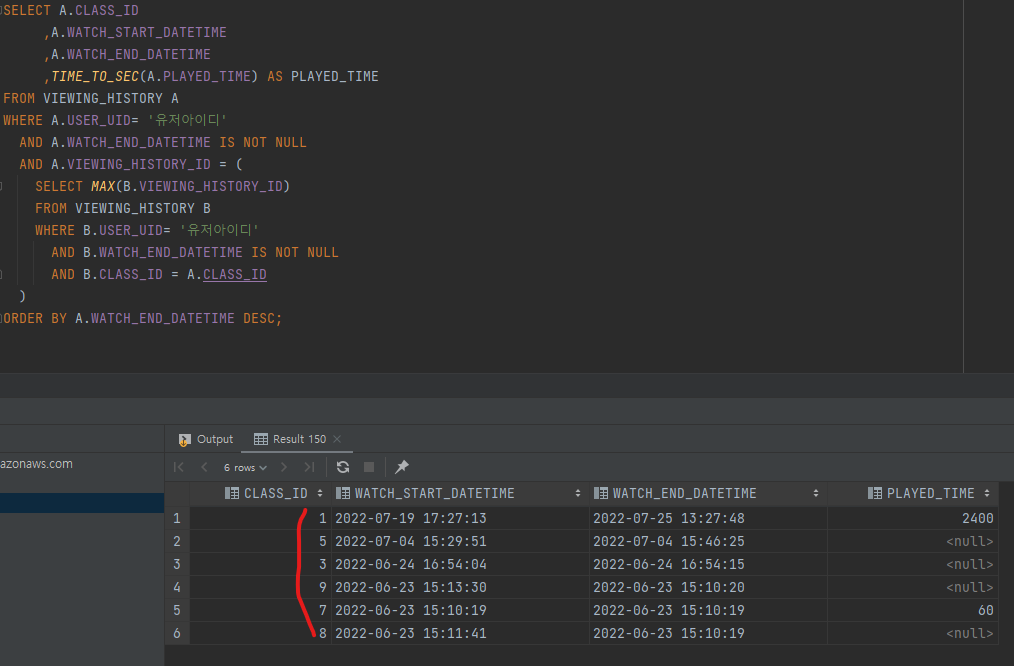 SELECT A.CLASS_ID
,A.WATCH_START_DATETIME
,A.WATCH_END_DATETIME
,TIME_TO_SEC(A.PLAYED_TIME) AS PLAYED_TIME
FROM VIEWING_HISTORY A
WHERE A.USER_UID= '유저아이디'
AND A.WATCH_END_DATETIME IS NOT NULL
AND A.VIEWING_HISTORY_ID = (
SELECT MAX(B.VIEWING_HISTORY_ID)
FROM VIEWING_HISTORY B
WHERE B.USER_UID= '유저아이디'
AND B.WATCH_END_DATETIME IS NOT NULL
AND B.CLASS_ID = A.CLASS_ID
)
ORDER BY A.WATCH_END_DATETIME DESC;
Output Result 150
azonaws.com
6 rows
CLASS_ID WATCH_START_DATETIME WATCH_END_DATETIME PLAYED_TIME
1 1 2022-07-19 17:27:13 2022-07-25 13:27:48 2400
2 5 2022-07-04 15:29:51 2022-07-04 15:46:25 <null>
3 3 2022-06-24 16:54:04 2022-06-24 16:54:15 <null>
4 9 2022-06-23 15:13:30 2022-06-23 15:10:20 <null>
5 7 2022-06-23 15:10:19 2022-06-23 15:10:19 60
6 8 2022-06-23 15:11:41 2022-06-23 15:10:19 <null>